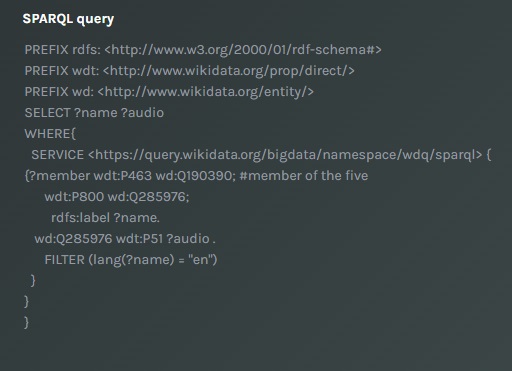 SPARQL query
PREFIX rdfs: <http://www.w3.org/2000/01/rdf-schema#>
PREFIX wdt: <http://www.wikidata.org/prop/direct/>
PREFIX wd: <http://www.wikidata.org/entity/>
SELECT ?name ?audio
WHERE{
SERVICE <https://query.wikidata.org/bigdata/namespace/wdq/sparql> {
{?member wdt:P463 wd:Q190390; #member of the five
wdt:P800 wd:Q285976;
rdfs:label ?name.
wd:Q285976 wdt:P51 ?audio .
FILTER (lang(?name) = "en")
}
}
}